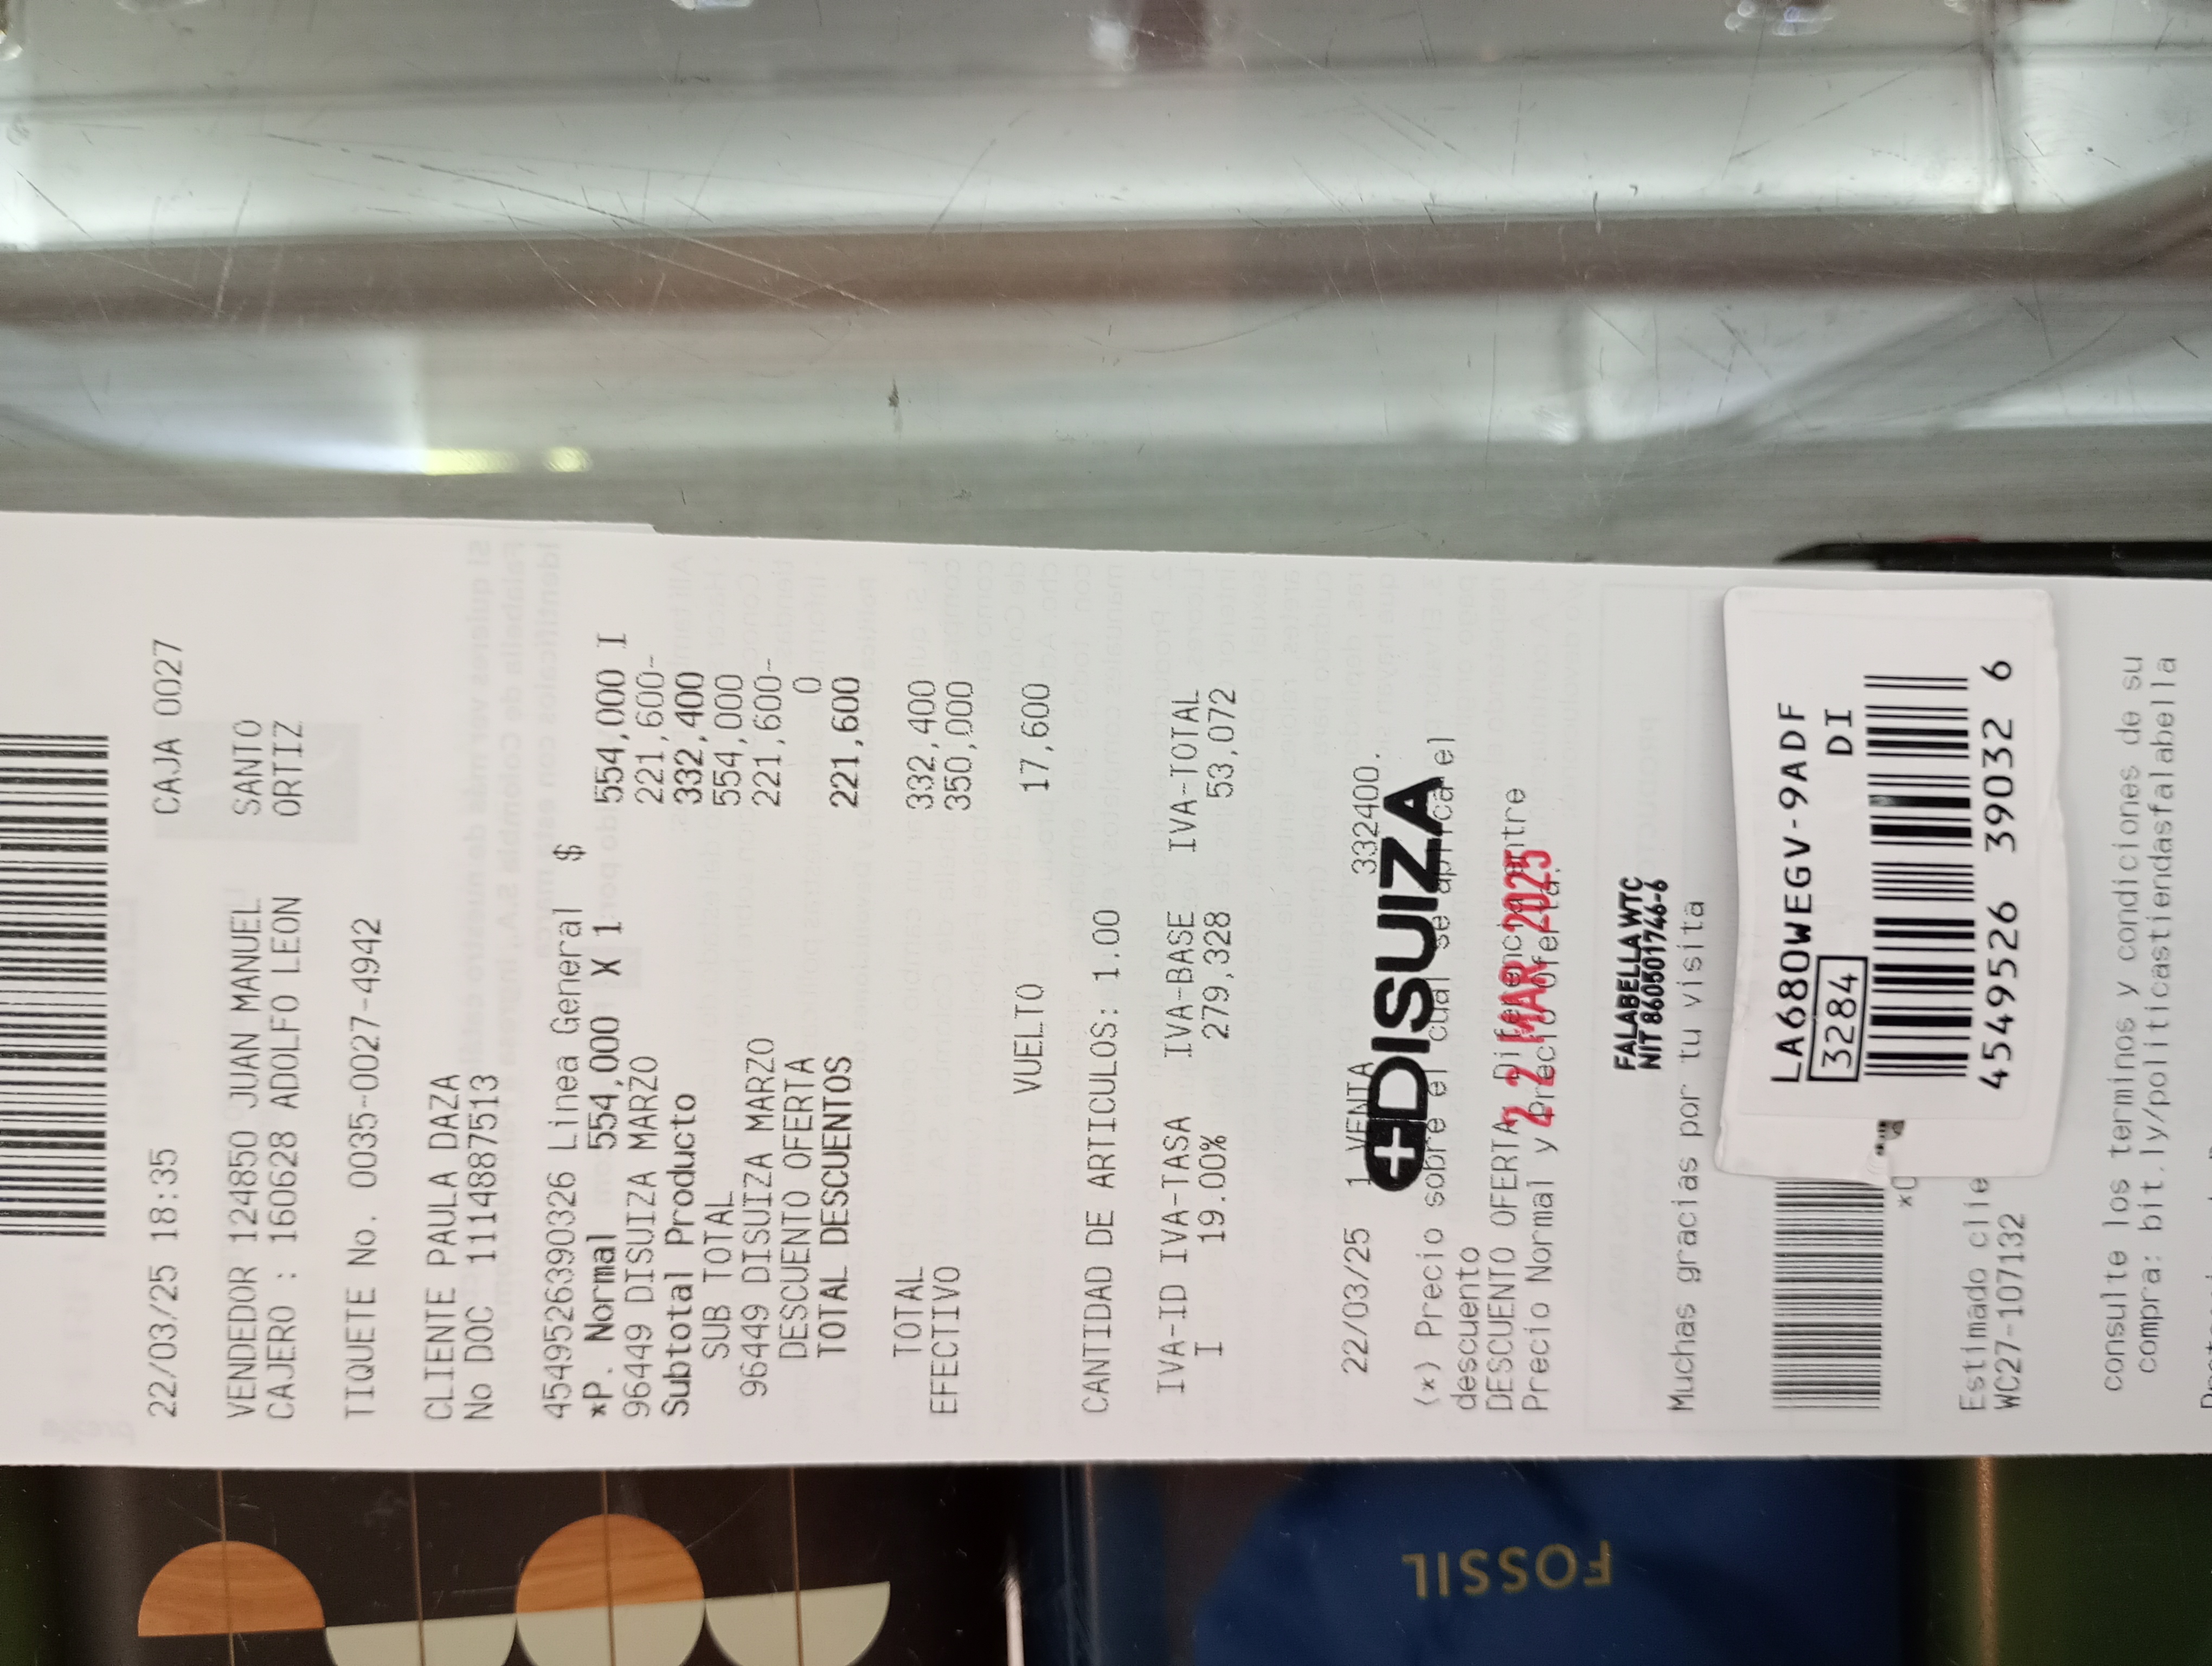 22/03/25 18:35 CAJA 0027
VENDEDOR 124850 JUAN MANUEL SANTO
CAJERO : 160628 ADOLFO LEON ORTIZ
TIQUETE No. 0035-0027-4942
CLIENTE PAULA DAZA
No DOC 1114887513
4549526390326 Linea General $
*P. Normal 554,000 X 1 554,000 I
96449 DISUIZA MARZO 221,600-
Subtotal Producto 332,400
SUB TOTAL 554,000
96449 DISUIZA MARZO 221,600-
DESCUENTO OFERTA 0
TOTAL DESCUENTOS 221,600
TOTAL 332,400
EFECTIVO 350,000
VUELTO 17,600
CANTIDAD DE ARTICULOS: 1.00
IVA-ID IVA-TASA IVA-BASE IVA-TOTAL
I 19.00% 279,328 53,072
22/03/25 1 VENTA 332400.
DISUIZA
(*) Precio sobre el cual se aplica el
descuento
DESCUENTO OFERTA: Diferencia entre
Precio Normal y Precio Oferta.
22 MAR 2025
FALABELLA WTC
NIT 860501746-6
Muchas gracias por tu visita
LA680WEGV-9ADF
3284 DI
4549526 39032 6
*0
Estimado clie
WC27-107132
consulte los terminos y condiciones de su
compra: bit.ly/politicastiendasfalabella
FOSSIL